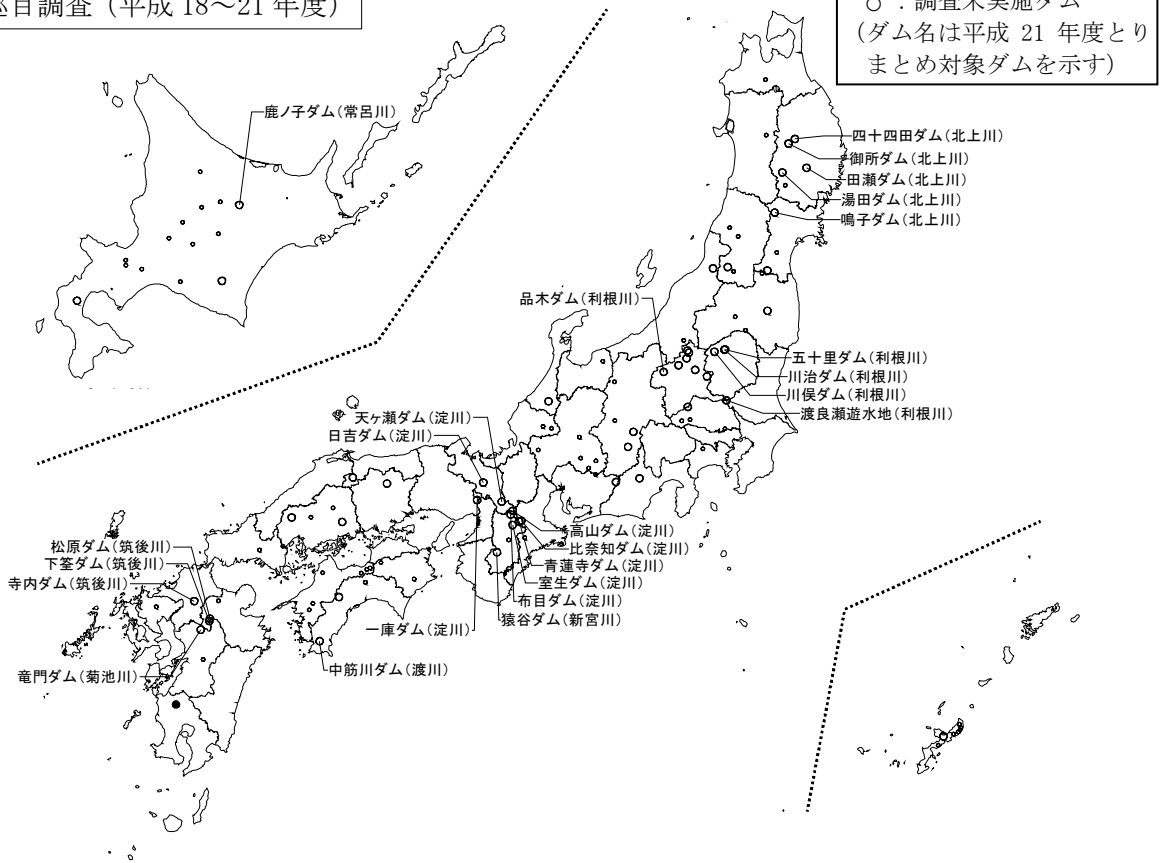 目調査（平成 18～21 年度）
○：調査未実施ダム
(ダム名は平成 21 年度とり
まとめ対象ダムを示す)
鹿ノ子ダム(常呂川)
四十四田ダム(北上川)
御所ダム(北上川)
田瀬ダム(北上川)
湯田ダム(北上川)
鳴子ダム(北上川)
品木ダム(利根川)
五十里ダム(利根川)
川治ダム(利根川)
川俣ダム(利根川)
渡良瀬遊水地(利根川)
天ヶ瀬ダム(淀川)
日吉ダム(淀川)
高山ダム(淀川)
比奈知ダム(淀川)
青蓮寺ダム(淀川)
室生ダム(淀川)
布目ダム(淀川)
猿谷ダム(新宮川)
一庫ダム(淀川)
中筋川ダム(渡川)
松原ダム(筑後川)
下筌ダム(筑後川)
寺内ダム(筑後川)
竜門ダム(菊池川)